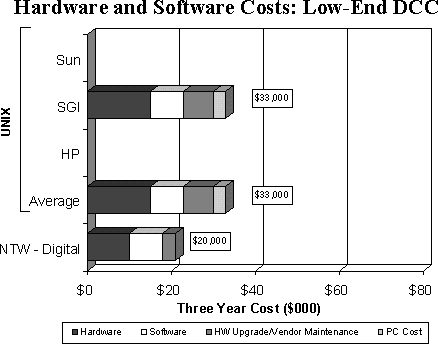 Hardware and Software Costs: Low-End DCC
Sun
SGI
$33,000
UNIX
HP
Average
$33,000
NTW - Digital
$20,000
$0 $20 $40 $60 $80
Three Year Cost ($000)
Hardware Software HW Upgrade/Vendor Maintenance PC Cost